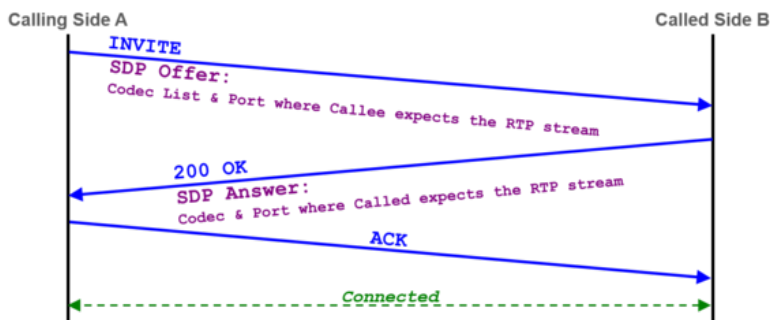 Calling Side A
Called Side B
INVITE
SDP Offer:
Codec List & Port where Callee expects the RTP stream
200 OK
SDP Answer:
Codec & Port where Called expects the RTP stream
ACK
Connected